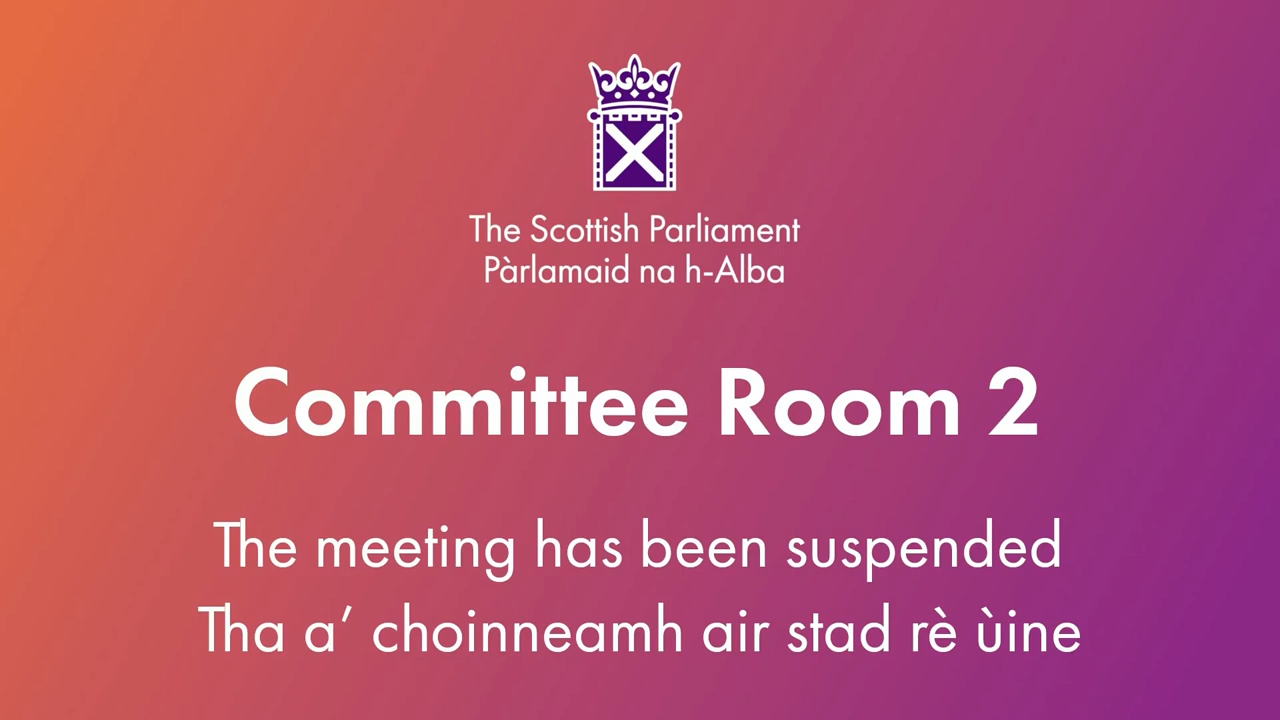 The Scottish Parliament
Pàrlamaid na h-Alba
Committee Room 2
The meeting has been suspended
Tha a’ choinneamh air stad rè ùine